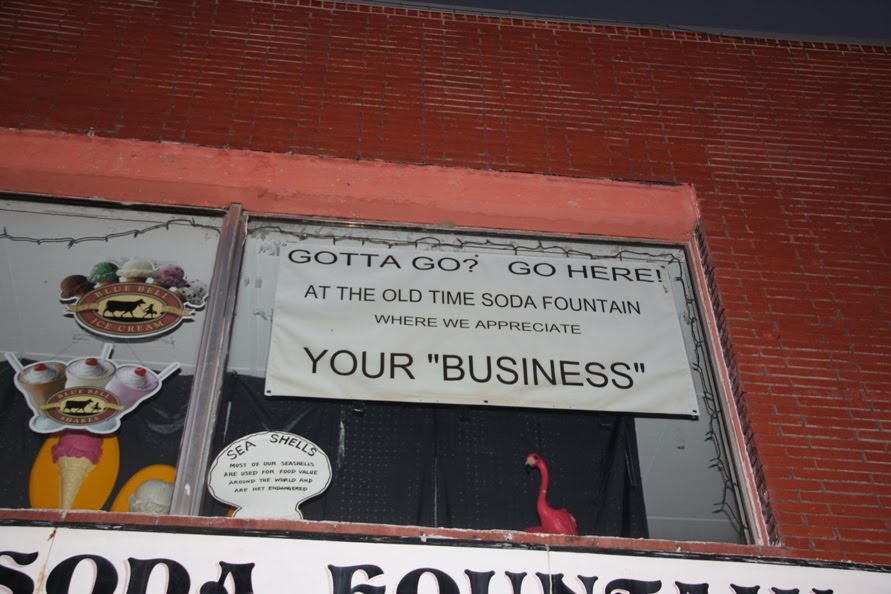 GOTTA GO? GO HERE!
AT THE OLD TIME SODA FOUNTAIN
WHERE WE APPRECIATE
YOUR "BUSINESS"
BLUE BELL
ICE CREAM
BLUE BELL
SHAKES
SEA SHELLS
MOST OF OUR SEASHELLS
ARE USED FOR FOOD VALUE
AROUND THE WORLD AND
ARE NOT ENDANGERED
SODA FOUNTAIN